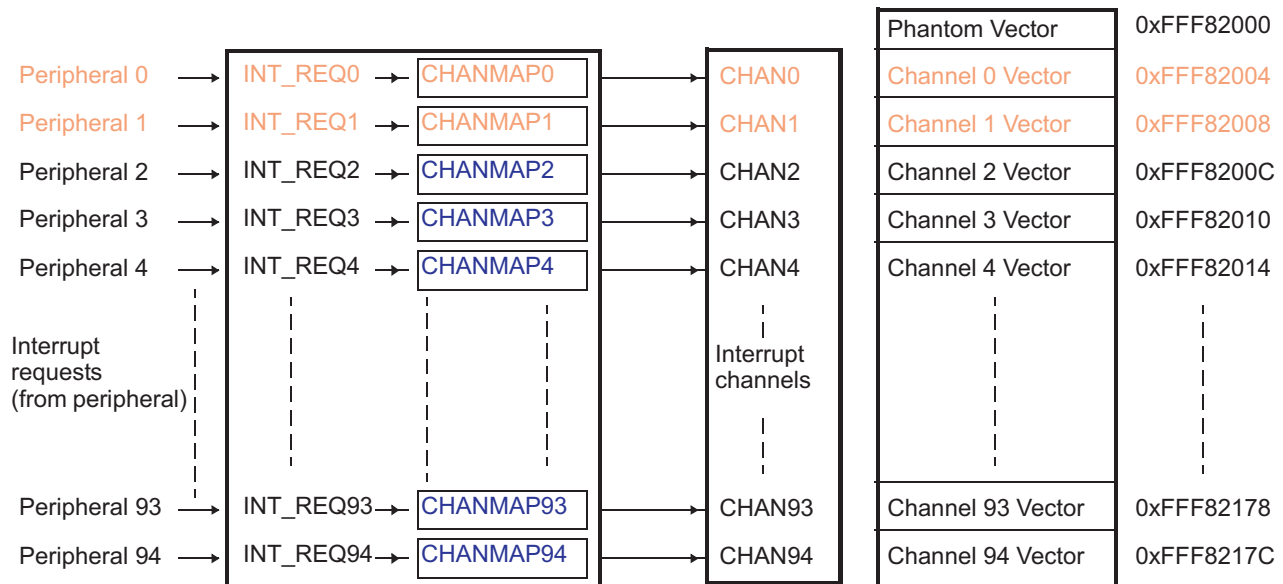 Phantom Vector 0xFFF82000
Peripheral 0 INT_REQ0 CHANMAP0 CHAN0 Channel 0 Vector 0xFFF82004
Peripheral 1 INT_REQ1 CHANMAP1 CHAN1 Channel 1 Vector 0xFFF82008
Peripheral 2 INT_REQ2 CHANMAP2 CHAN2 Channel 2 Vector 0xFFF8200C
Peripheral 3 INT_REQ3 CHANMAP3 CHAN3 Channel 3 Vector 0xFFF82010
Peripheral 4 INT_REQ4 CHANMAP4 CHAN4 Channel 4 Vector 0xFFF82014
Interrupt
requests
(from peripheral)
Interrupt
channels
Peripheral 93 INT_REQ93 CHANMAP93 CHAN93 Channel 93 Vector 0xFFF82178
Peripheral 94 INT_REQ94 CHANMAP94 CHAN94 Channel 94 Vector 0xFFF8217C